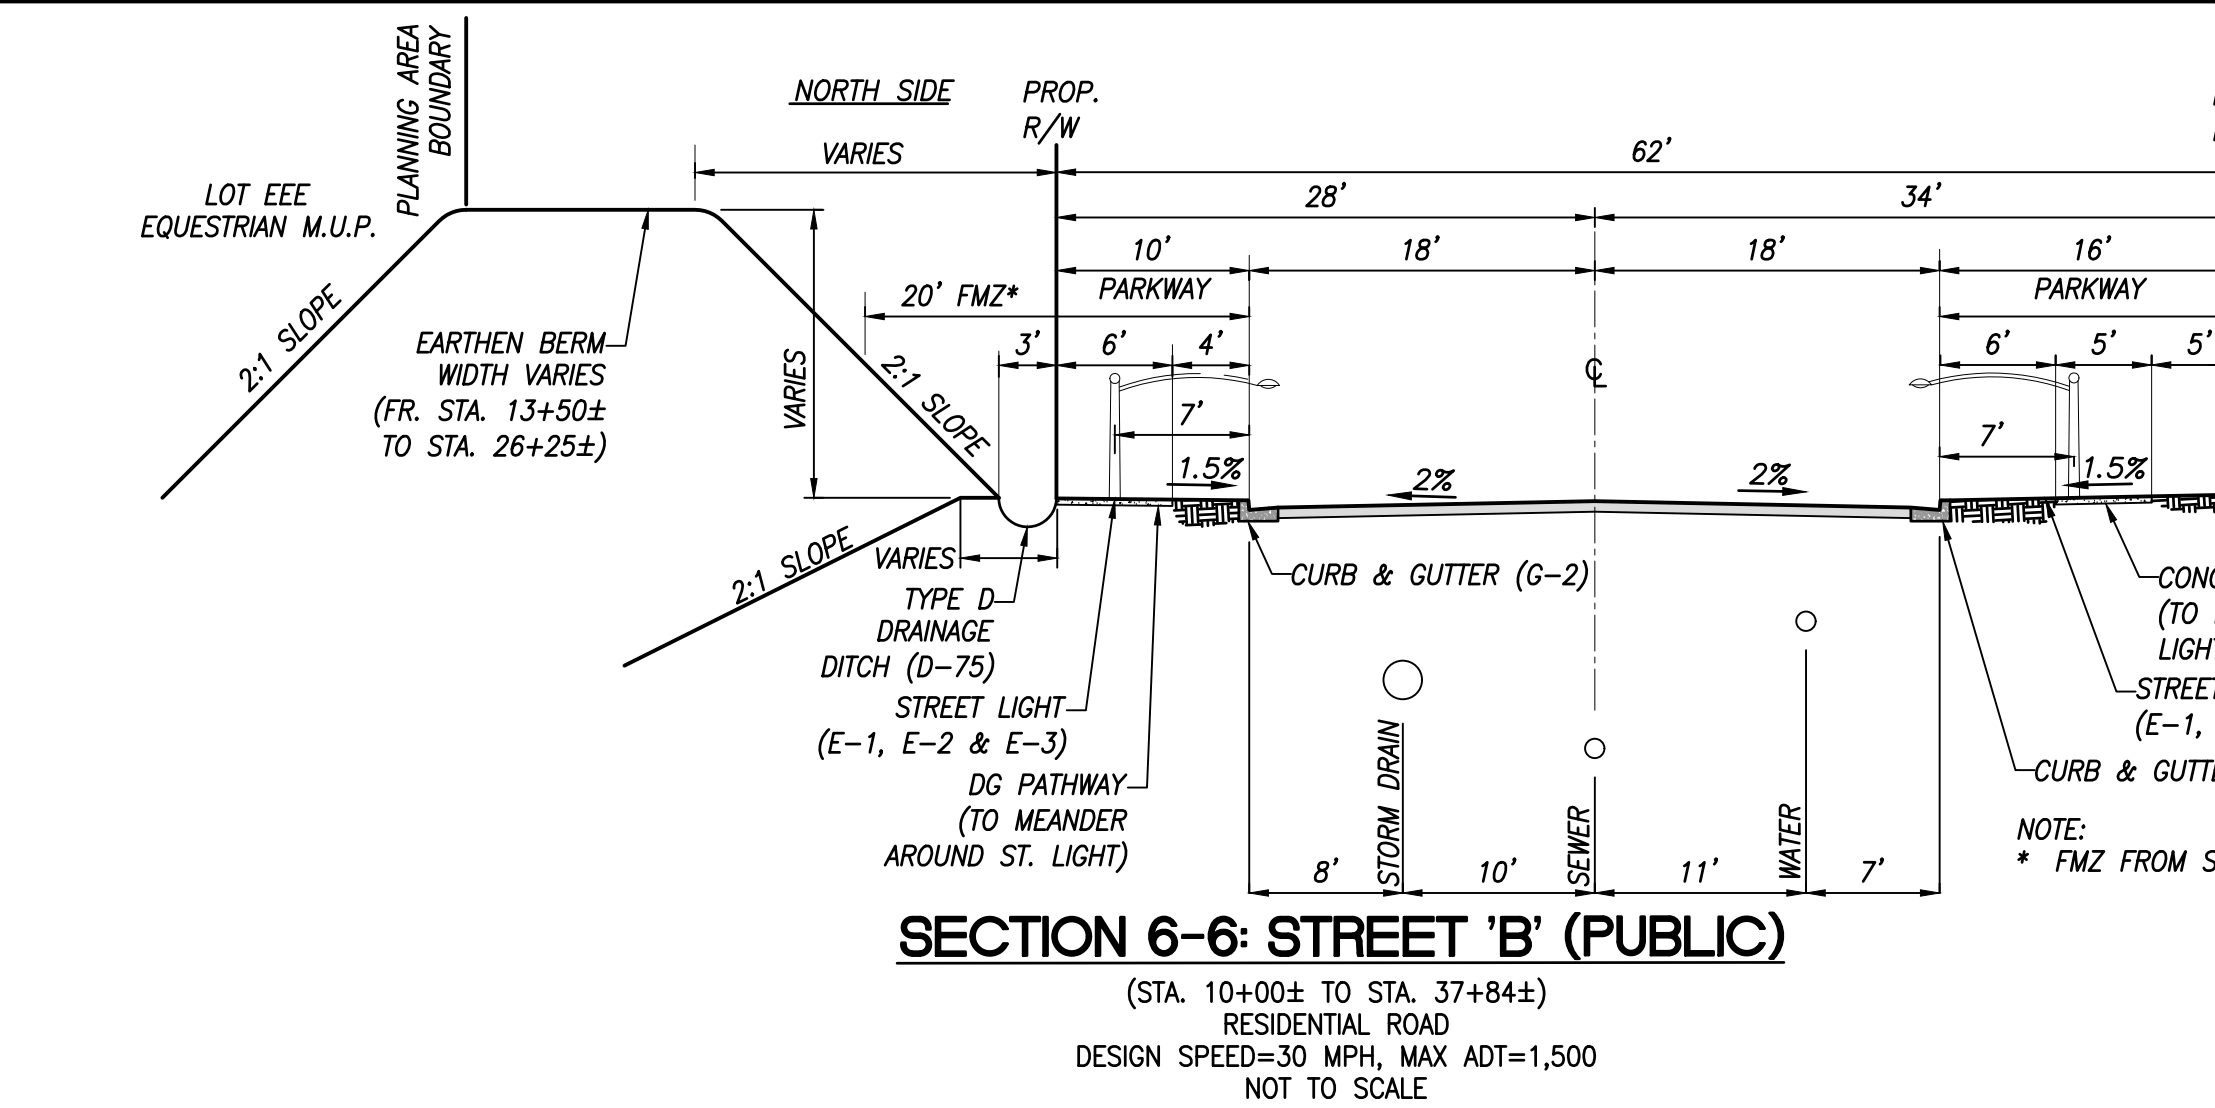 PLANNING AREA
BOUNDARY
NORTH SIDE
PROP.
R/W
VARIES
62'
LOT EEE
EQUESTRIAN M.U.P.
28'
34'
10'
18'
18'
16'
PARKWAY
PARKWAY
20' FMZ*
2:1 SLOPE
EARTHEN BERM
WIDTH VARIES
(FR. STA. 13+50±
TO STA. 26+25±)
VARIES
3'
6'
4'
℄
6'
5'
5'
2:1 SLOPE
7'
7'
1.5%
2%
2%
1.5%
2:1 SLOPE
VARIES
TYPE D
DRAINAGE
DITCH (D-75)
CURB & GUTTER (G-2)
(TO
STREET LIGHT
(E-1, E-2 & E-3)
(E-1,
DG PATHWAY
(TO MEANDER
AROUND ST. LIGHT)
CURB &
STORM DRAIN
SEWER
WATER
NOTE:
* FMZ FROM
8'
10'
11'
7'
SECTION 6-6: STREET 'B' (PUBLIC)
(STA. 10+00± TO STA. 37+84±)
RESIDENTIAL ROAD
DESIGN SPEED=30 MPH, MAX ADT=1,500
NOT TO SCALE